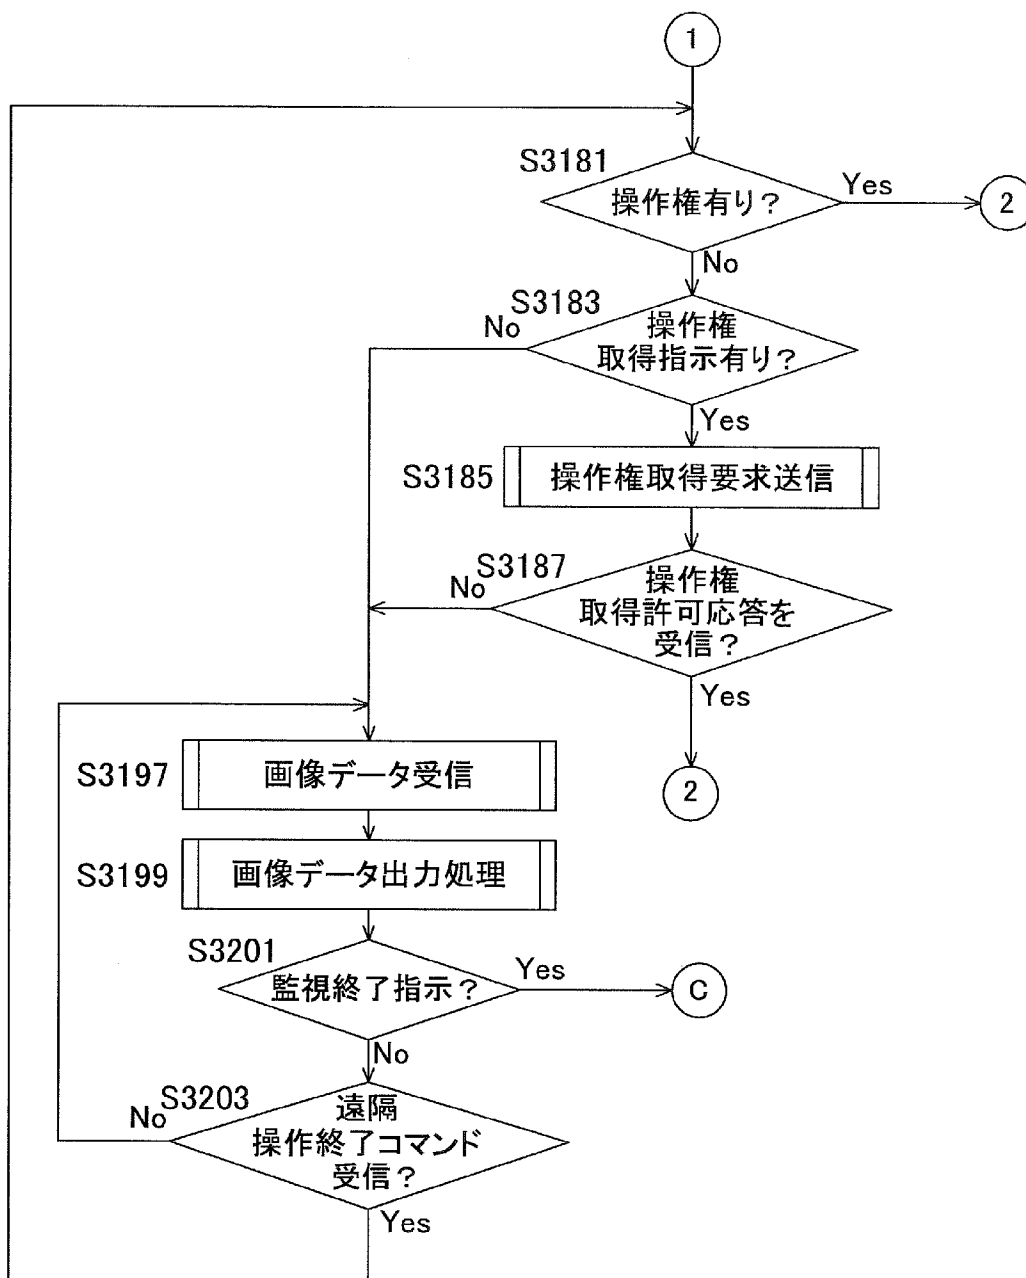 1
S3181
操作権有り？
Yes
2
No
S3183
No
操作権
取得指示有り？
Yes
S3185
操作権取得要求送信
S3187
No
操作権
取得許可応答を
受信？
Yes
2
S3197
画像データ受信
S3199
画像データ出力処理
S3201
監視終了指示？
Yes
C
No
S3203
No
遠隔
操作終了コマンド
受信？
Yes